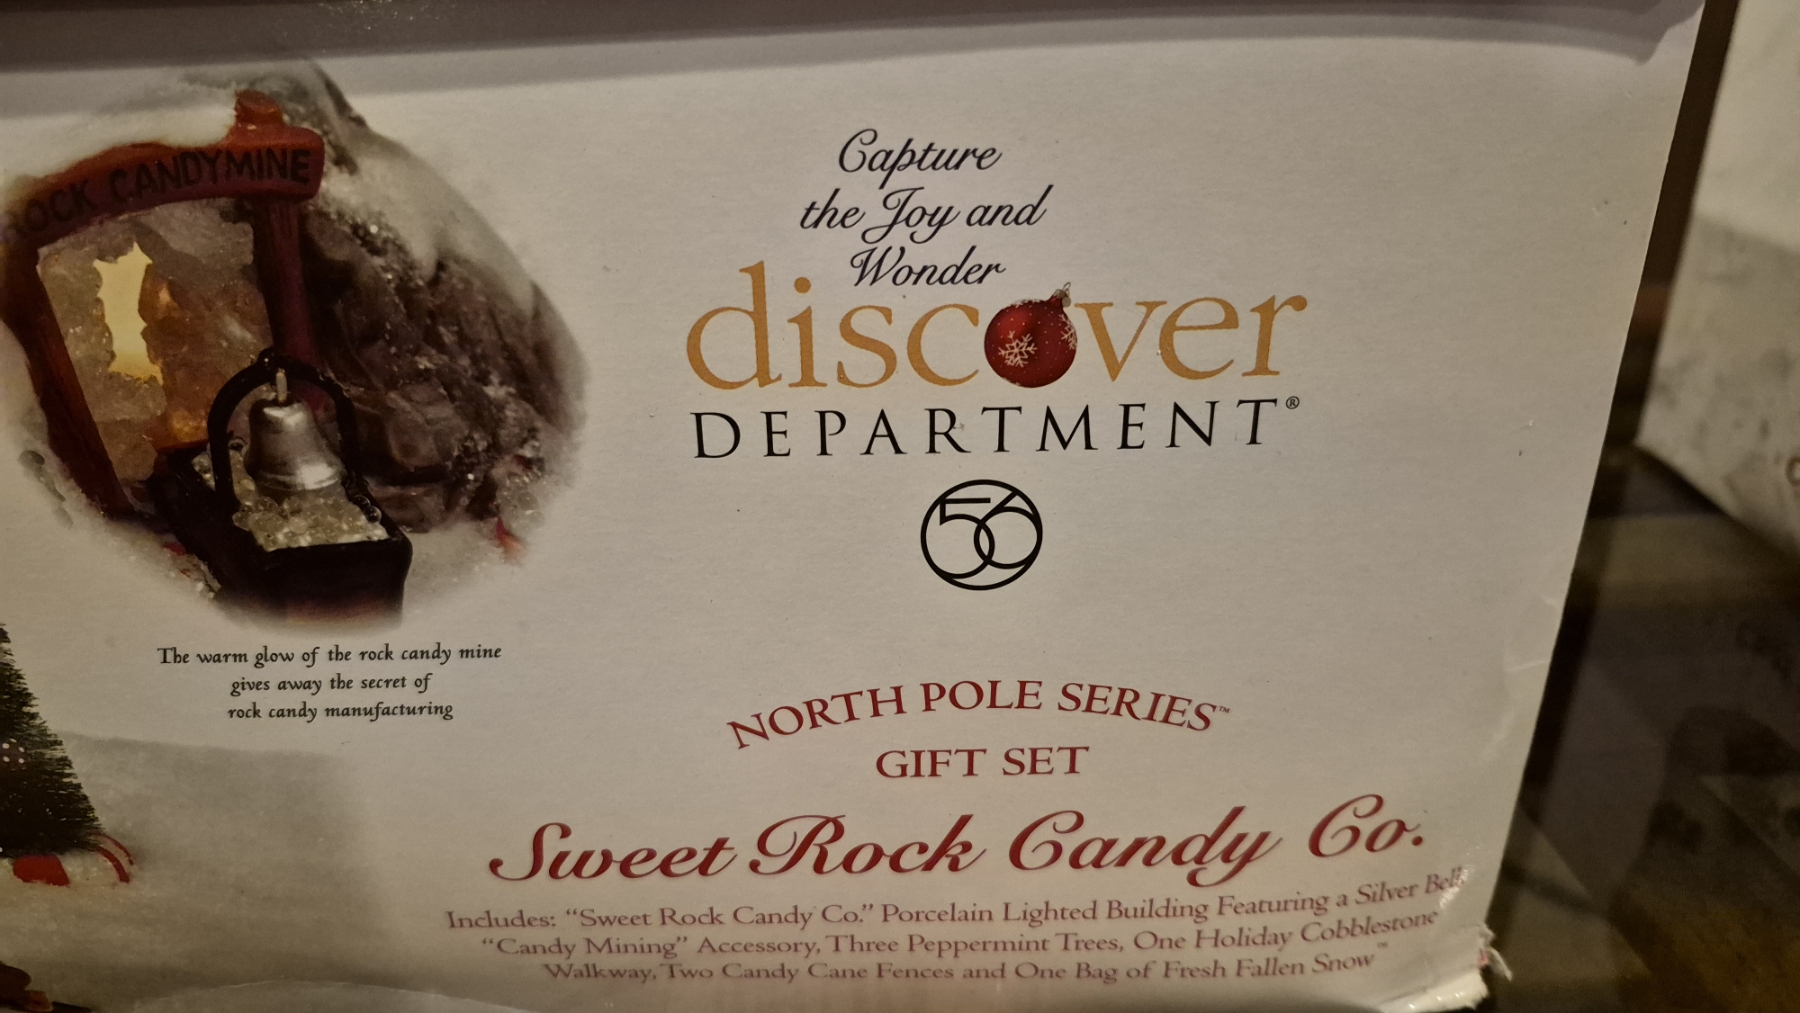 ROCK CANDY MINE
The warm glow of the rock candy mine
gives away the secret of
rock candy manufacturing
Capture
the Joy and
Wonder
discover
DEPARTMENT®
56
NORTH POLE SERIES™
GIFT SET
Sweet Rock Candy Co.
Includes: “Sweet Rock Candy Co.” Porcelain Lighted Building Featuring a Silver Bell,
“Candy Mining” Accessory, Three Peppermint Trees, One Holiday Cobblestone
Walkway, Two Candy Cane Fences and One Bag of Fresh Fallen Snow™